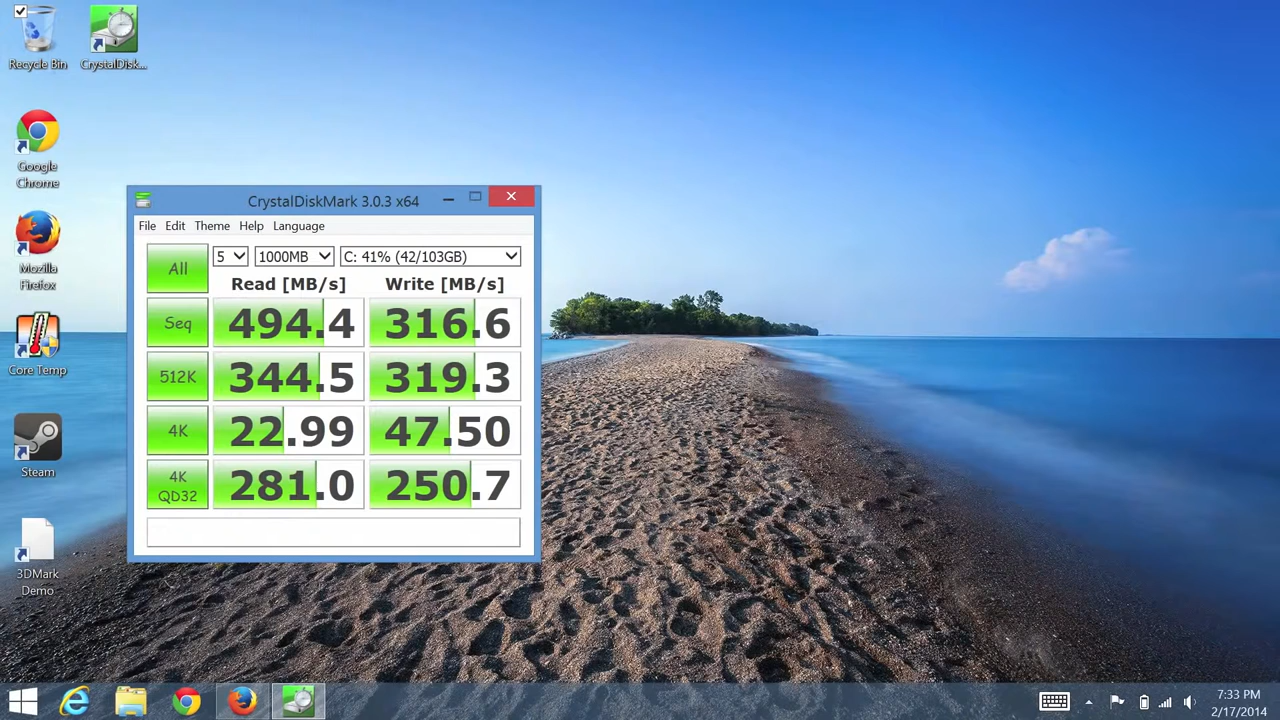 Recycle Bin
CrystalDisk...
Google
Chrome
Mozilla
Firefox
Core Temp
Steam
3DMark
Demo
CrystalDiskMark 3.0.3 x64
File Edit Theme Help Language
All 5 1000MB C: 41% (42/103GB)
Read [MB/s] Write [MB/s]
Seq 494.4 316.6
512K 344.5 319.3
4K 22.99 47.50
4K
QD32 281.0 250.7
7:33 PM
2/17/2014